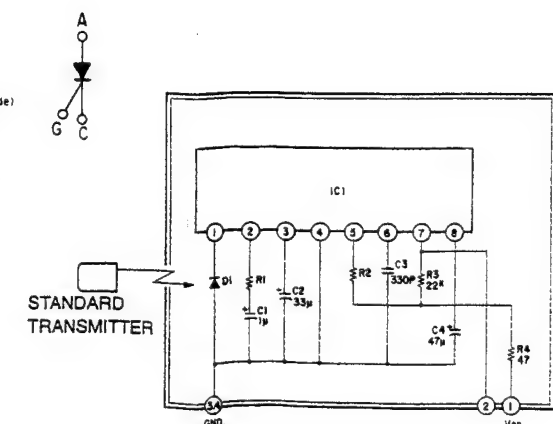 A
de)
G
C
(C)
1
2
3
4
5
6
7
8
D1
R1
+
C1
1μ
+
C2
33μ
R2
C3
330P
R3
22K
C4
+
47μ
R4
47
STANDARD
TRANSMITTER
3,4
2
1
GND